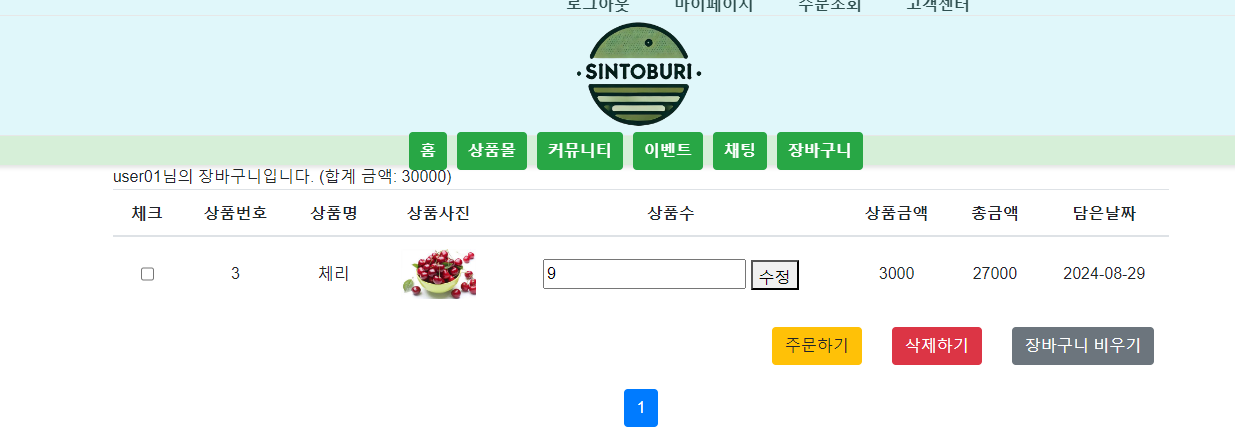 로그아웃 마이페이지 주문조회 고객센터
· SINTOBURI ·
홈 상품몰 커뮤니티 이벤트 채팅 장바구니
user01님의 장바구니입니다. (합계 금액: 30000)
체크 상품번호 상품명 상품사진 상품수 상품금액 총금액 담은날짜
3 체리 9 수정 3000 27000 2024-08-29
주문하기 삭제하기 장바구니 비우기
1